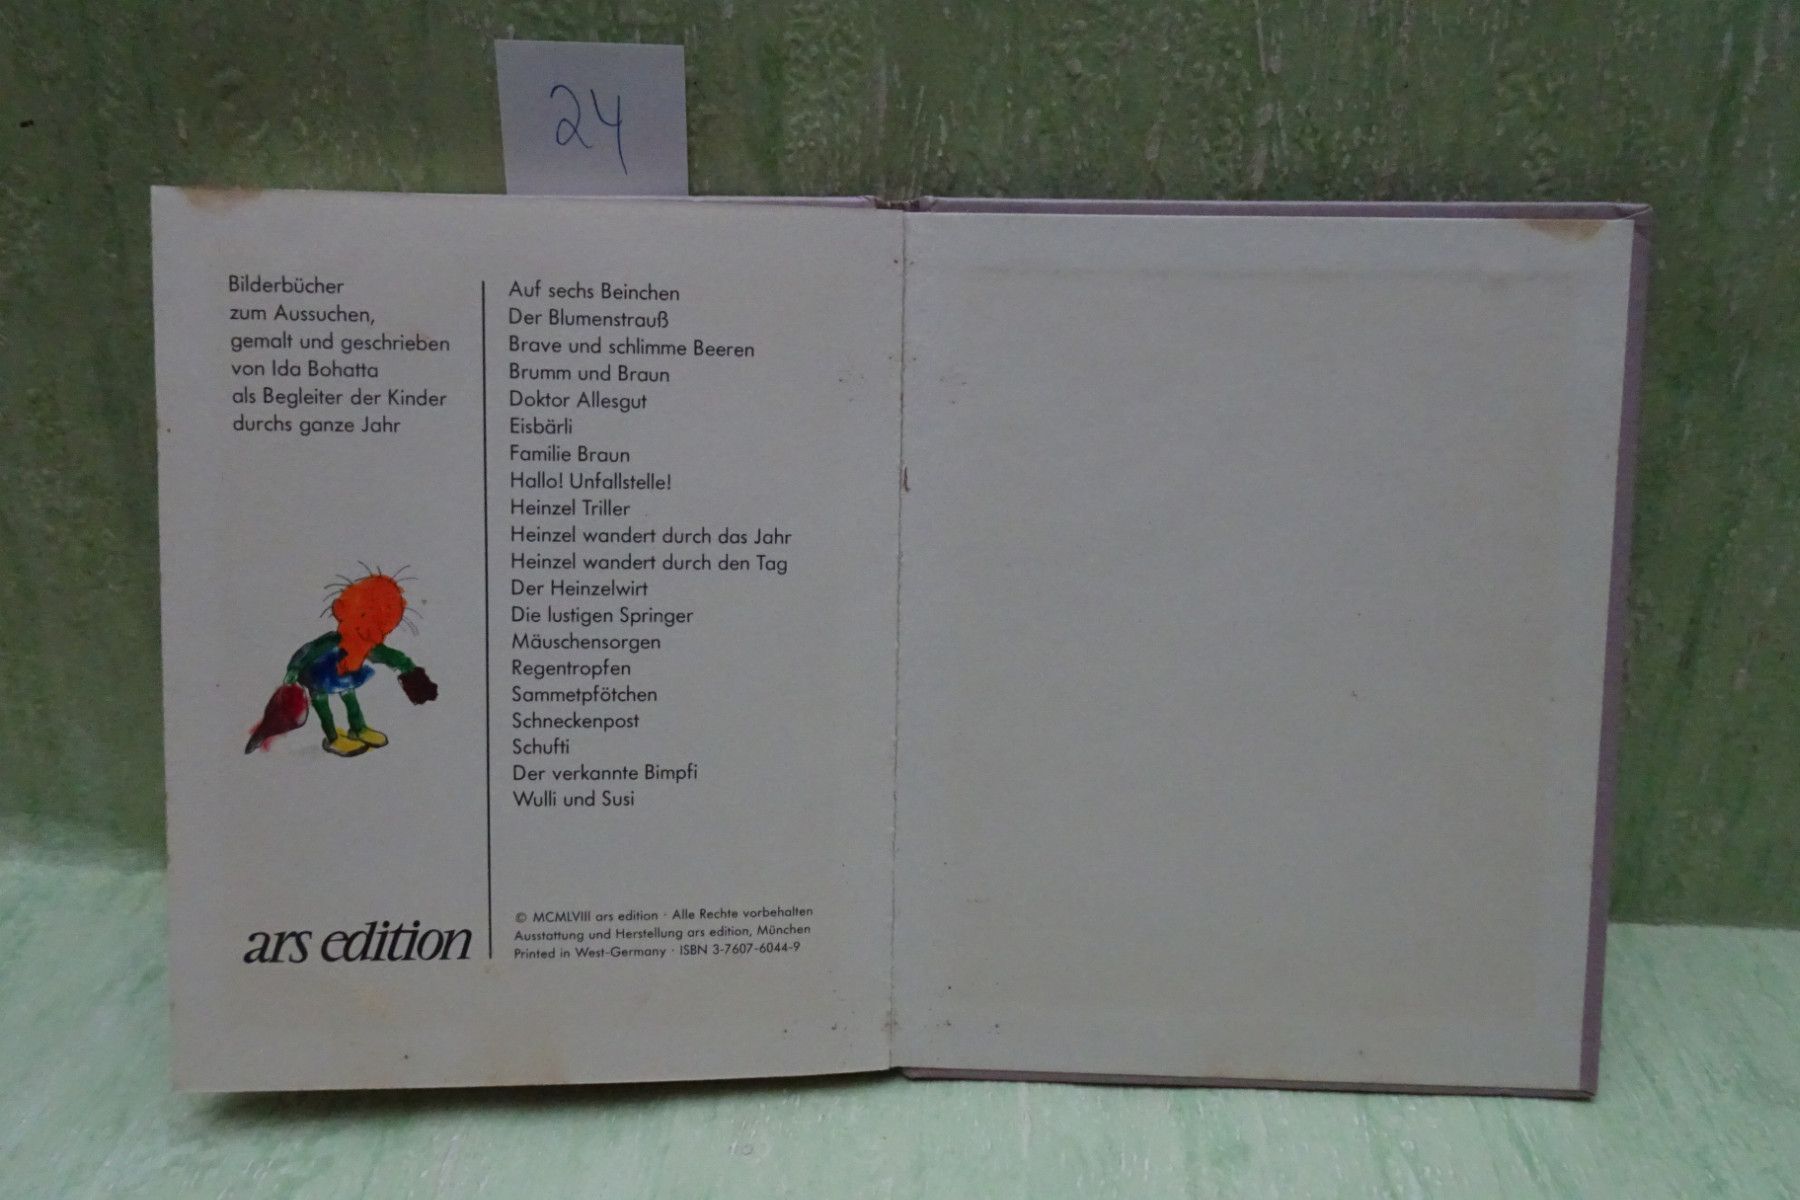 24
Bilderbücher
zum Aussuchen,
gemalt und geschrieben
von Ida Bohatta
als Begleiter der Kinder
durchs ganze Jahr
ars edition
Auf sechs Beinchen
Der Blumenstrauß
Brave und schlimme Beeren
Brumm und Braun
Doktor Allesgut
Eisbärli
Familie Braun
Hallo! Unfallstelle!
Heinzel Triller
Heinzel wandert durch das Jahr
Heinzel wandert durch den Tag
Der Heinzelwirt
Die lustigen Springer
Mäuschensorgen
Regentropfen
Sammetpfötchen
Schneckenpost
Schufti
Der verkannte Bimpfi
Wulli und Susi
© MCMLVIII ars edition · Alle Rechte vorbehalten
Ausstattung und Herstellung ars edition, München
Printed in West-Germany · ISBN 3-7607-6044-9